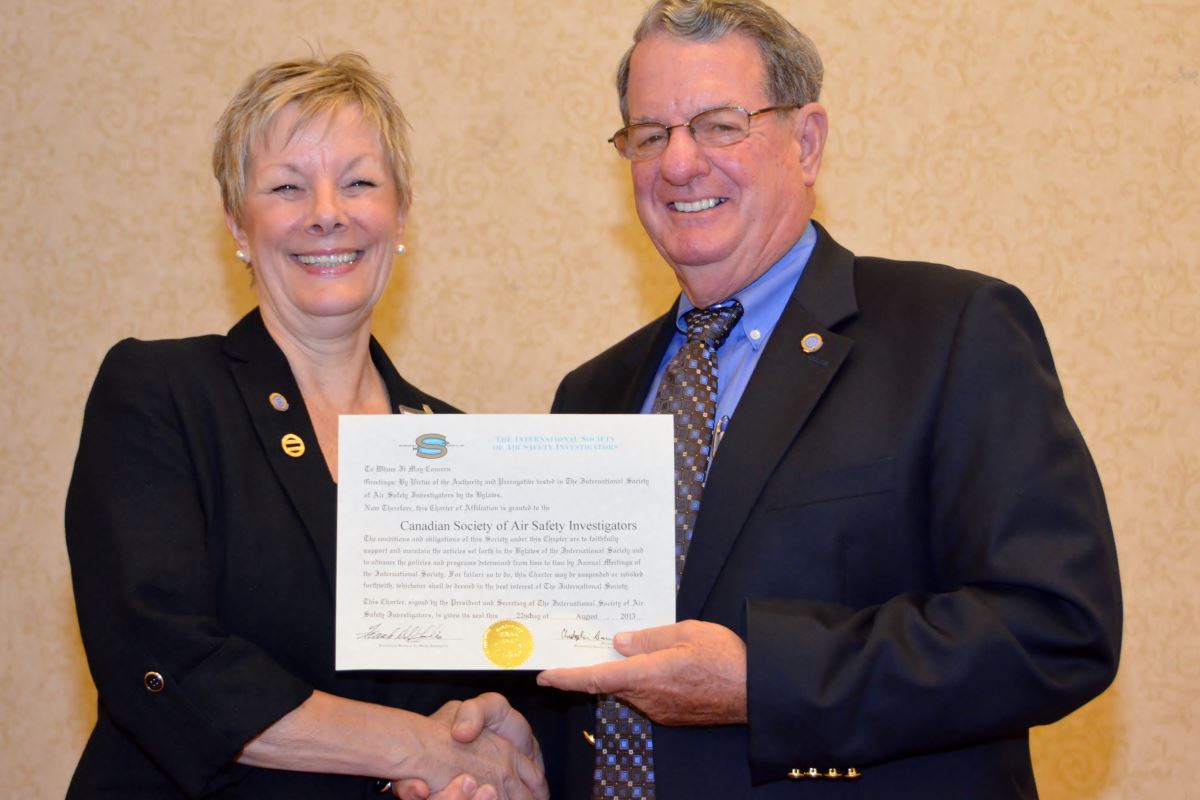 THE INTERNATIONAL SOCIETY
OF AIR SAFETY INVESTIGATORS
To Whom It May Concern
Greetings: By Virtue of the Authority and Prerogative vested in The International Society
of Air Safety Investigators by its Bylaws.
Now Therefore, this Charter of Affiliation is granted to the
Canadian Society of Air Safety Investigators
The conditions and obligations of this Society under this Chapter are to faithfully
support and maintain the articles set forth in the Bylaws of the International Society and
to advance the policies and programs determined from time to time by Annual Meetings of
the International Society. For failure so to do, this Charter may be suspended or revoked
forthwith, whichever shall be deemed in the best interest of The International Society.
This Charter, signed by the President and Secretary of The International Society of Air
Safety Investigators, is given its seal this 22nd day of August , 2013